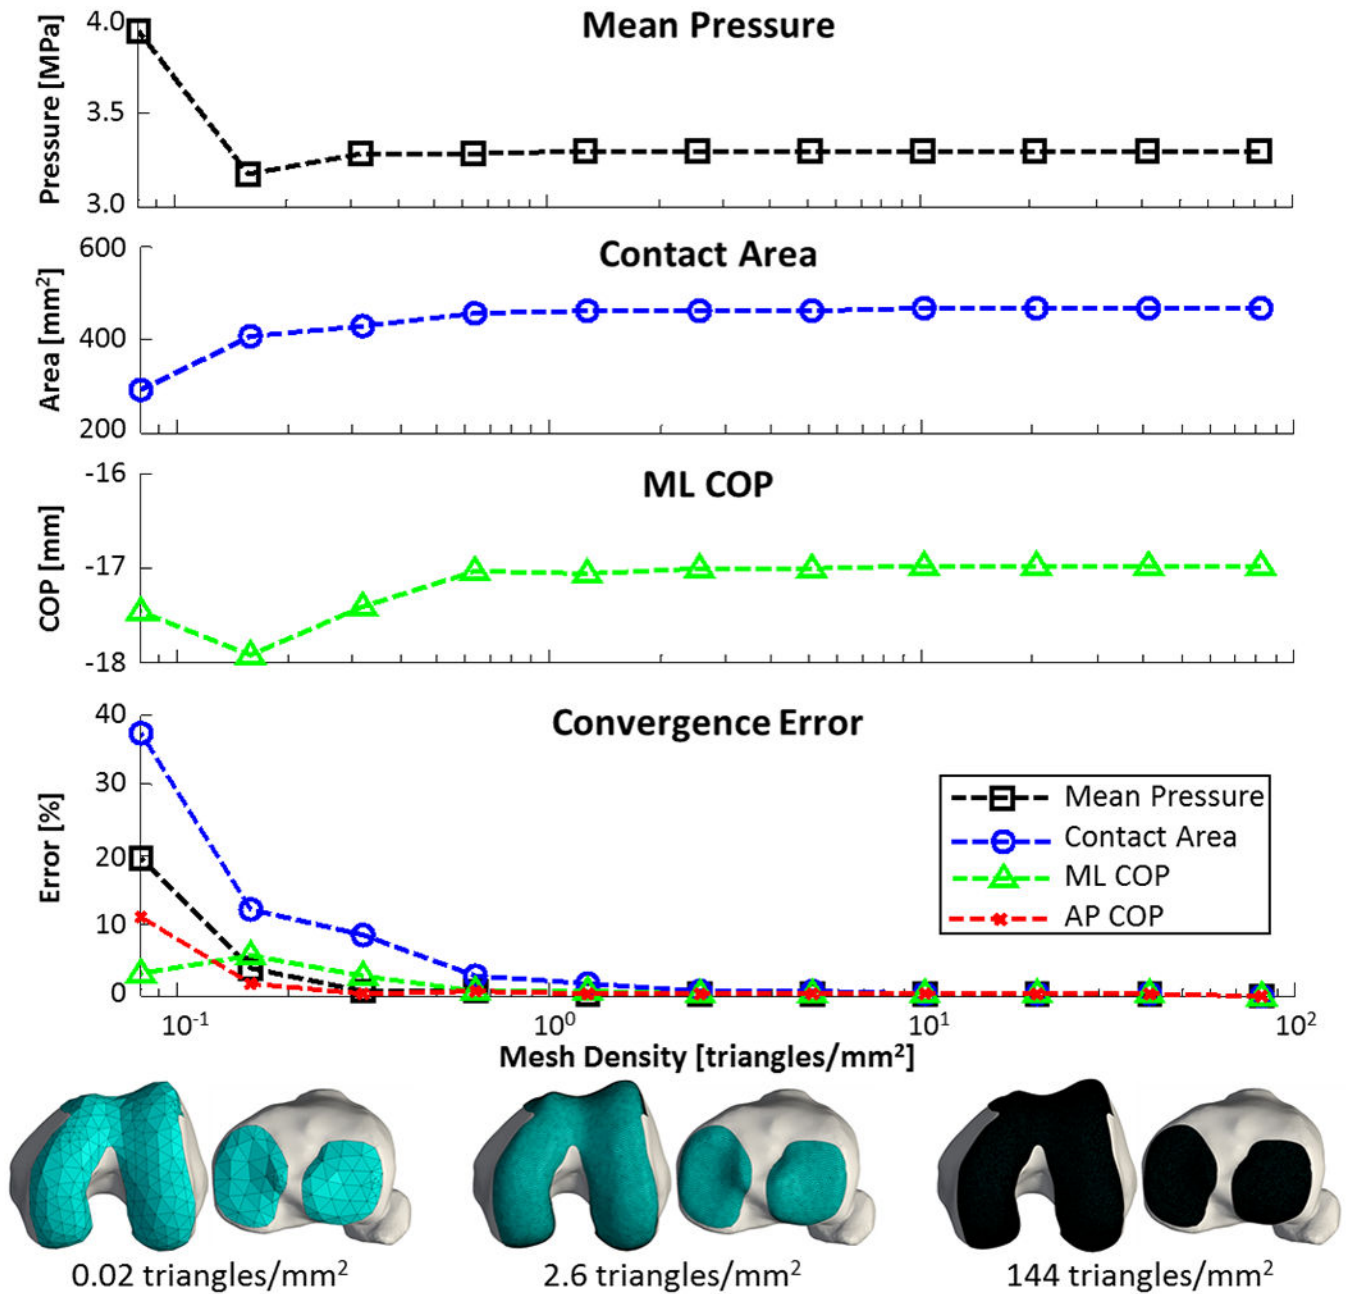 Mean Pressure
Pressure [MPa]
4.0
3.5
3.0
Contact Area
Area [mm²]
600
400
200
ML COP
COP [mm]
-16
-17
-18
Convergence Error
Error [%]
40
30
20
10
0
Mean Pressure
Contact Area
ML COP
AP COP
10⁻¹ 10⁰ 10¹ 10²
Mesh Density [triangles/mm²]
0.02 triangles/mm² 2.6 triangles/mm² 144 triangles/mm²